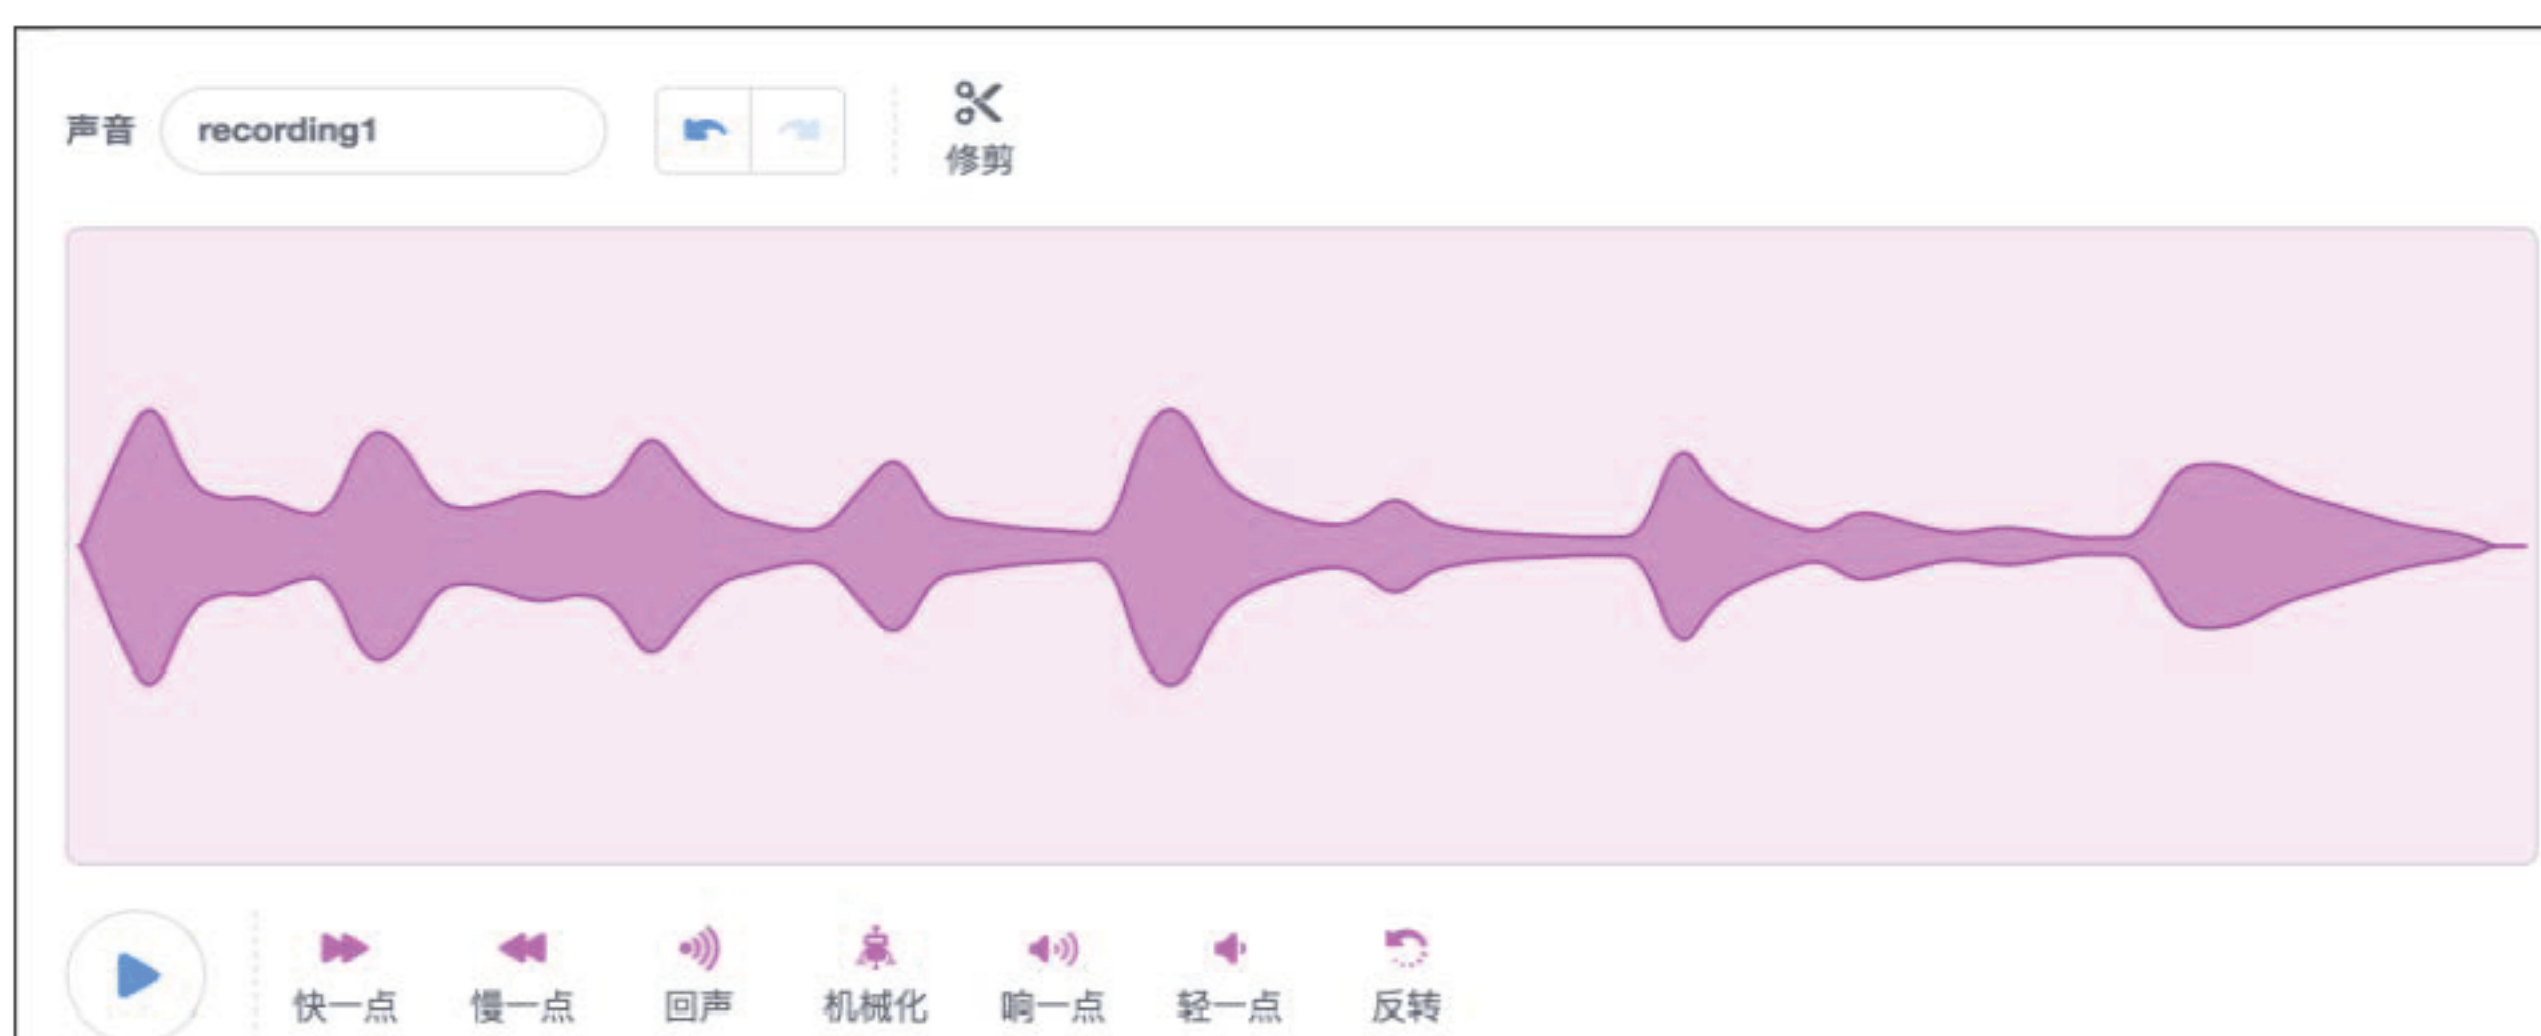 声音 recording1
修剪
快一点 慢一点 回声 机械化 响一点 轻一点 反转